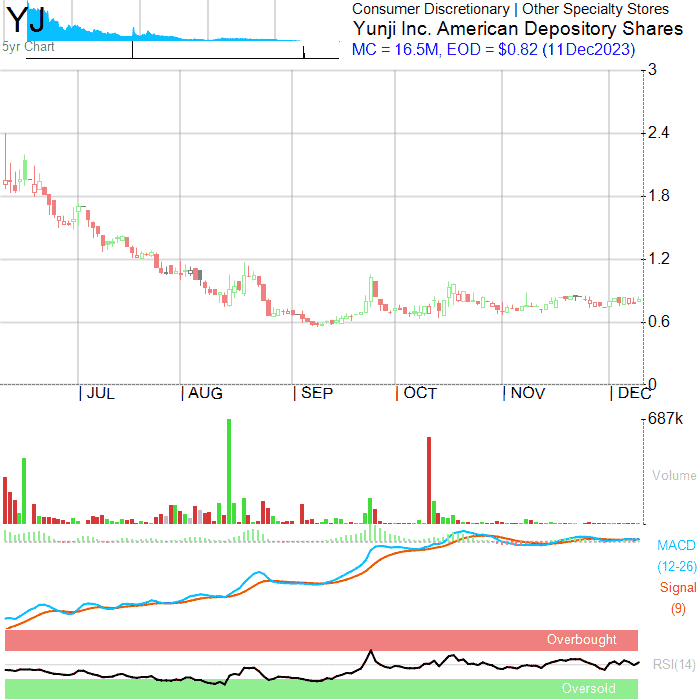 YJ
5yr Chart
Consumer Discretionary | Other Specialty Stores
Yunji Inc. American Depository Shares
MC = 16.5M, EOD = $0.82 (11Dec2023)
3
2.4
1.8
1.2
0.6
0
JUL AUG SEP OCT NOV DEC
687k
Volume
MACD
(12-26)
Signal
(9)
Overbought
RSI(14)
Oversold